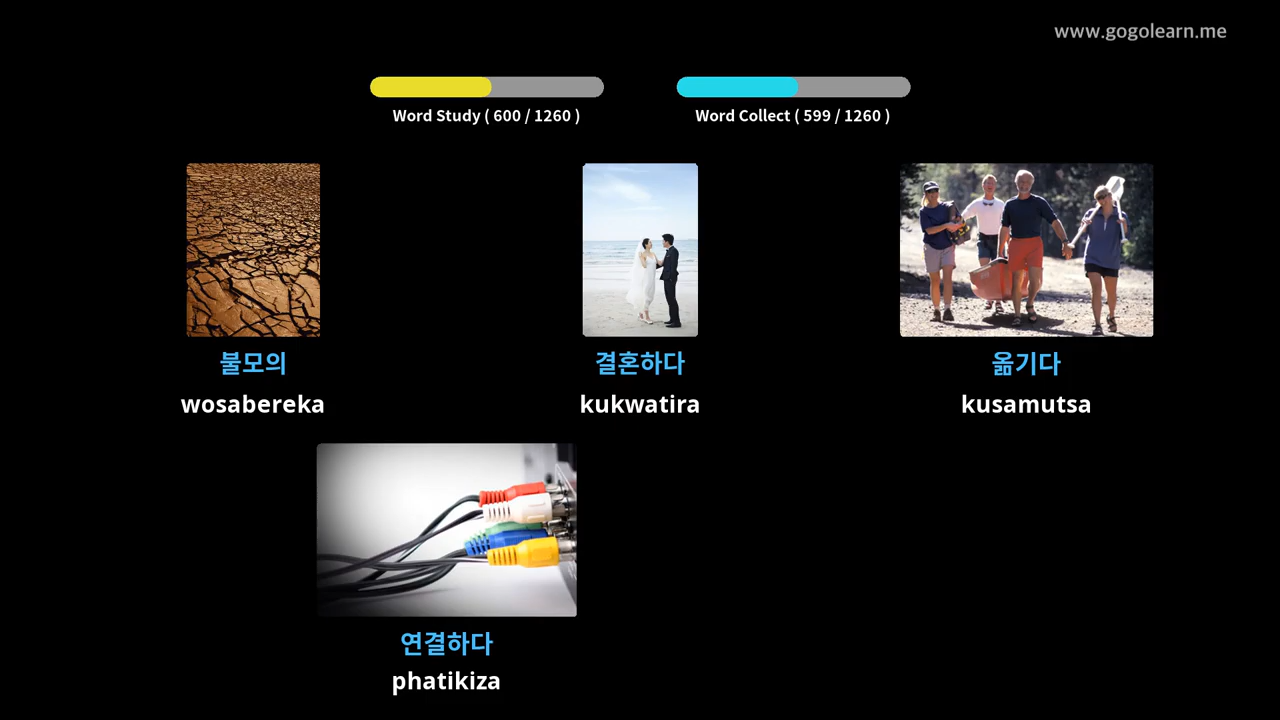 www.gogolearn.me
Word Study ( 600 / 1260 )
Word Collect ( 599 / 1260 )
불모의
wosabereka
결혼하다
kukwatira
옮기다
kusamutsa
연결하다
phatikiza